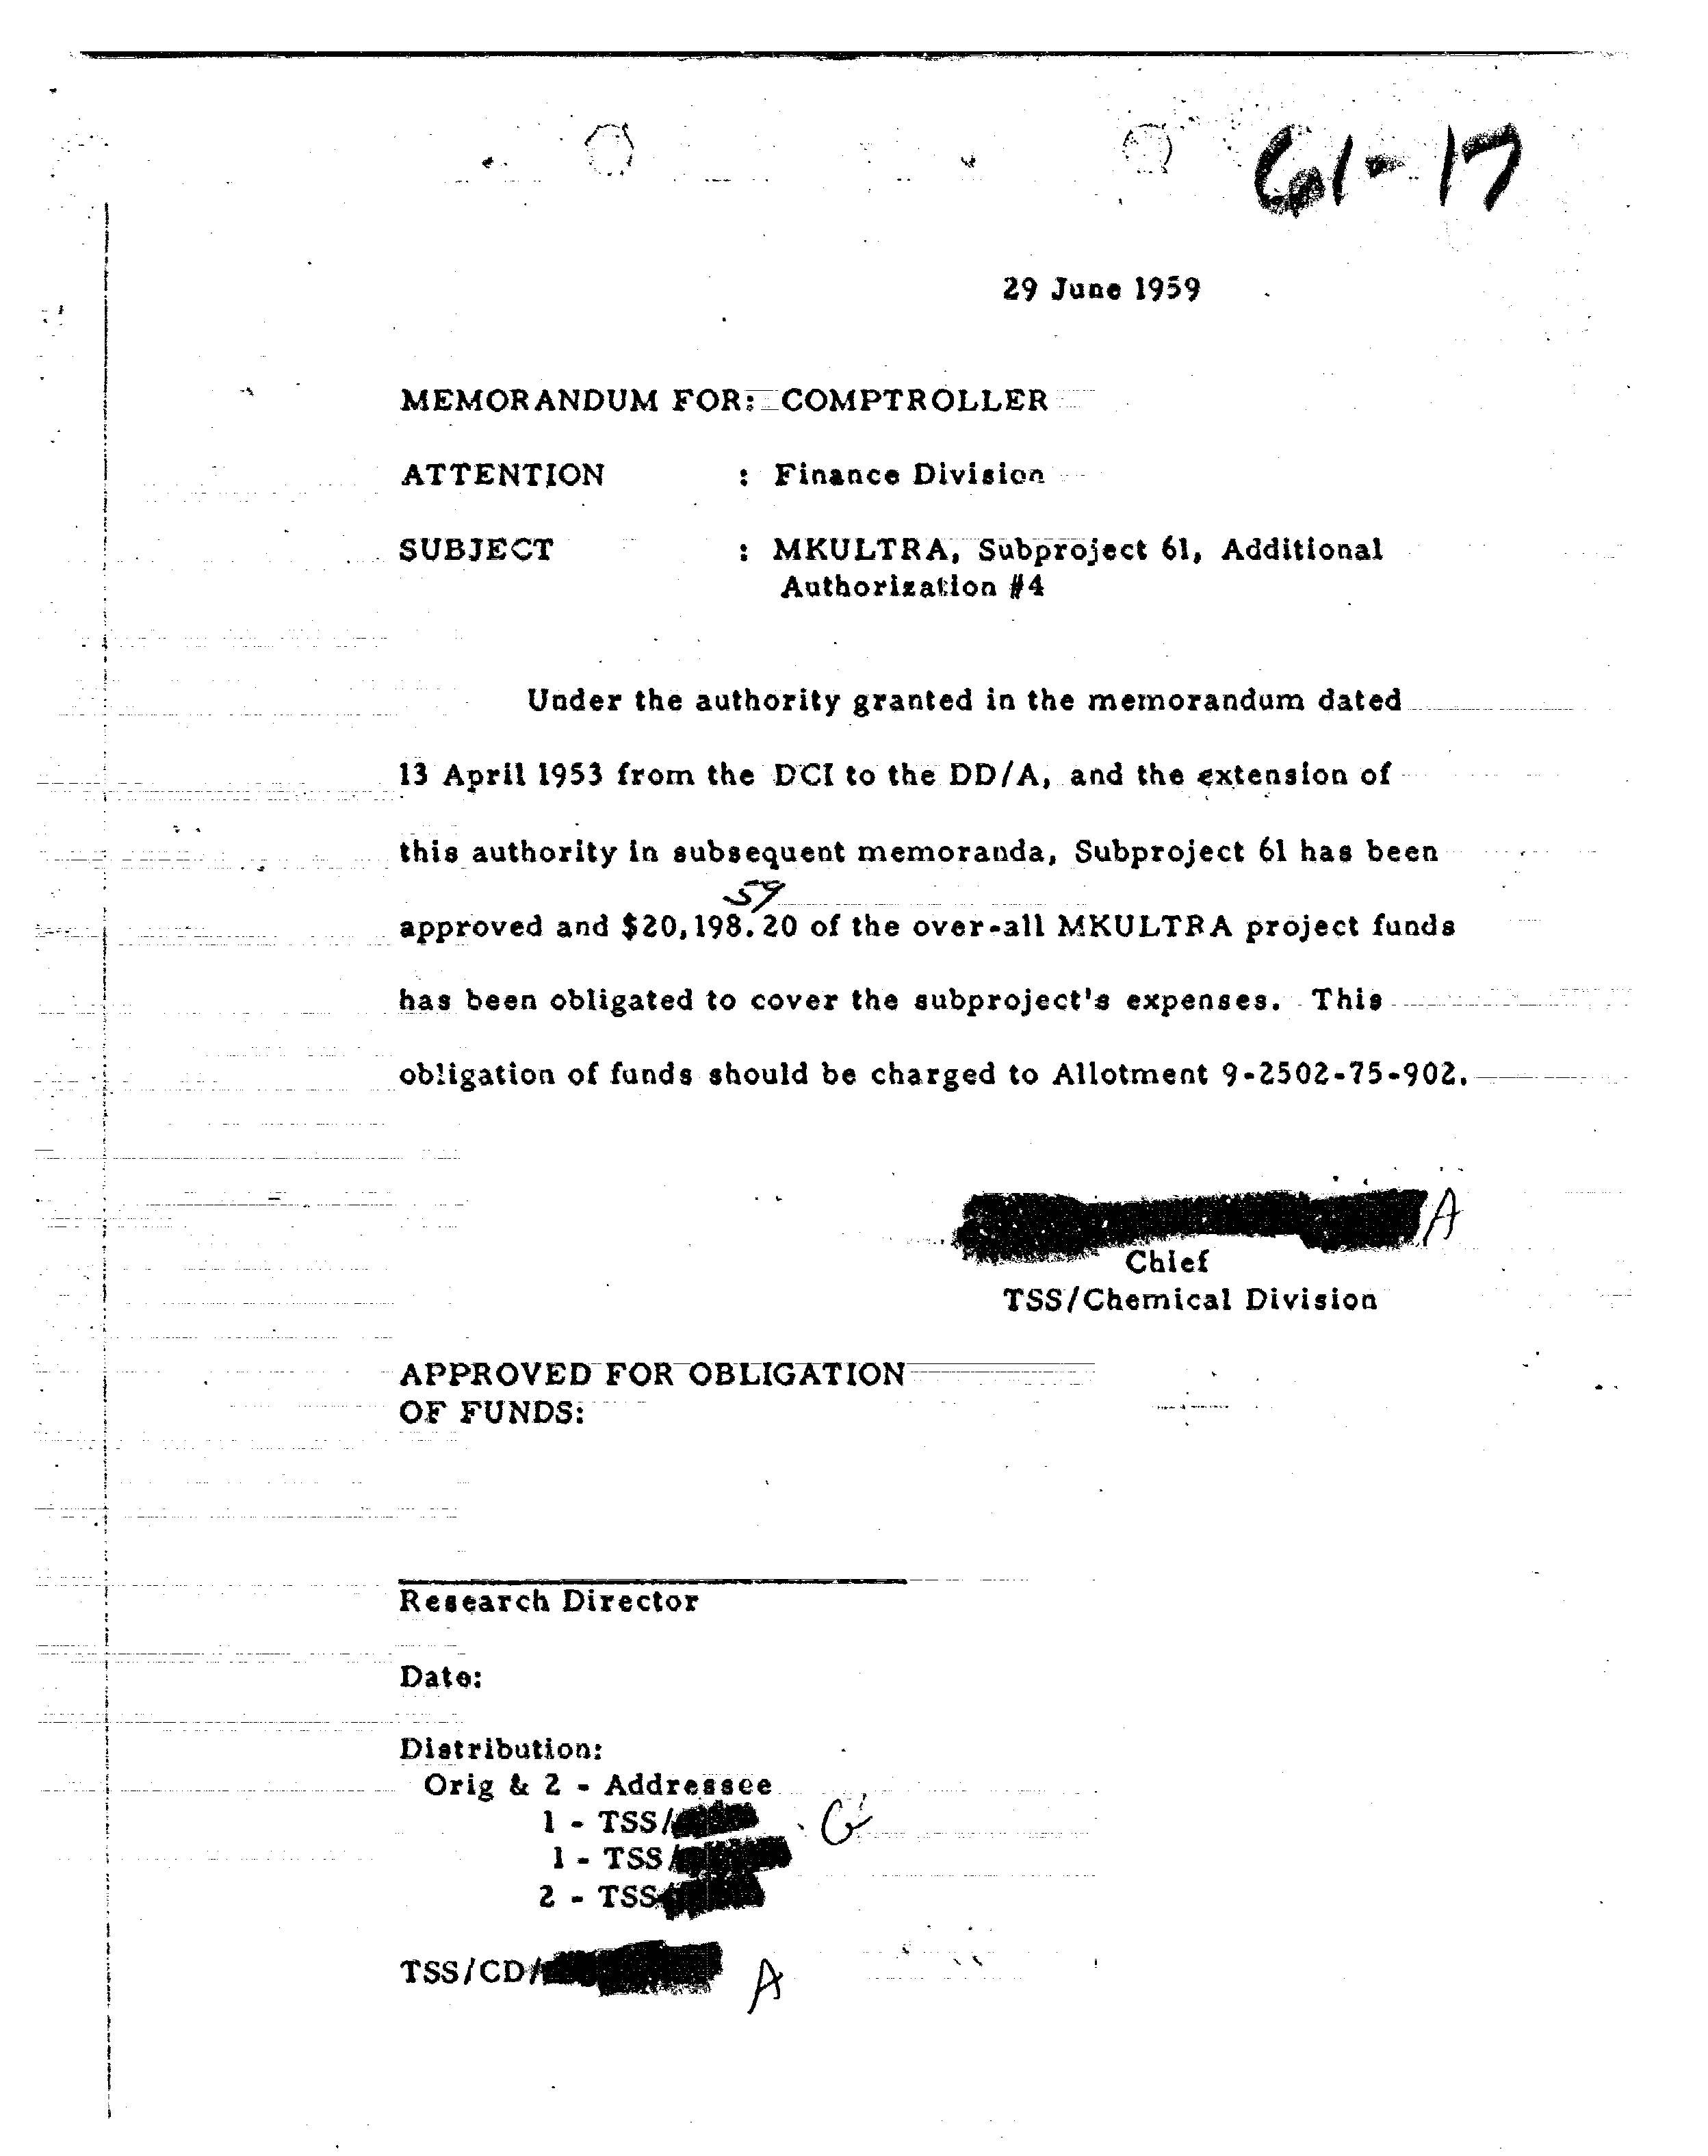 61-17
29 June 1959
MEMORANDUM FOR: COMPTROLLER
ATTENTION : Finance Division
SUBJECT : MKULTRA, Subproject 61, Additional
Authorization #4
Under the authority granted in the memorandum dated
13 April 1953 from the DCI to the DD/A, and the extension of
this authority in subsequent memoranda, Subproject 61 has been
59
approved and $20,198.20 of the over-all MKULTRA project funds
has been obligated to cover the subproject's expenses. This
obligation of funds should be charged to Allotment 9-2502-75-902.
A
Chief
TSS/Chemical Division
APPROVED FOR OBLIGATION
OF FUNDS:
Research Director
Date:
Distribution:
Orig & 2 - Addressee
1 - TSS/
1 - TSS/
2 - TSS/
TSS/CD/ A